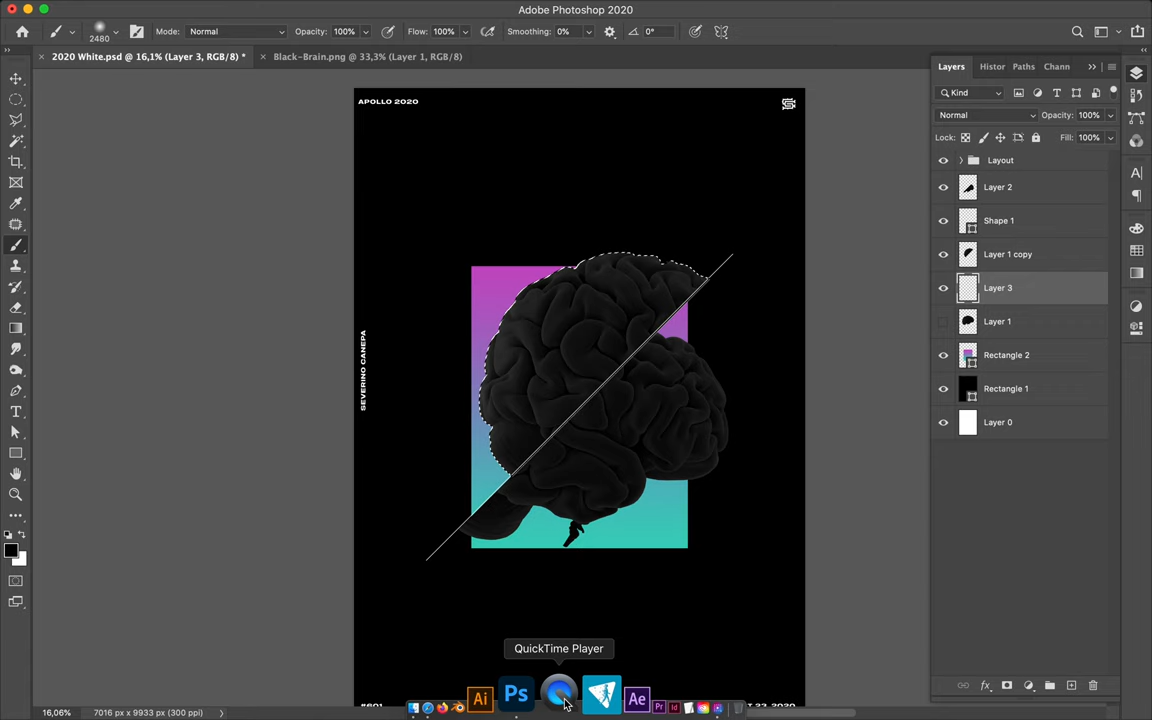 Adobe Photoshop 2020
Mode: Normal Opacity: 100% Flow: 100% Smoothing: 0% 0°
× 2020 White.psd @ 16,1% (Layer 3, RGB/8) * × Black-Brain.png @ 33,3% (Layer 1, RGB/8)
Layers Histor Paths Chann
Kind
Normal Opacity: 100%
Lock: Fill: 100%
Layout
Layer 2
Shape 1
Layer 1 copy
Layer 3
Layer 1
Rectangle 2
Rectangle 1
Layer 0
APOLLO 2020
SEVERINO CANEPA
QuickTime Player
Ai Ps Ae Pr Id
16,06% 7016 px x 9933 px (300 ppi)